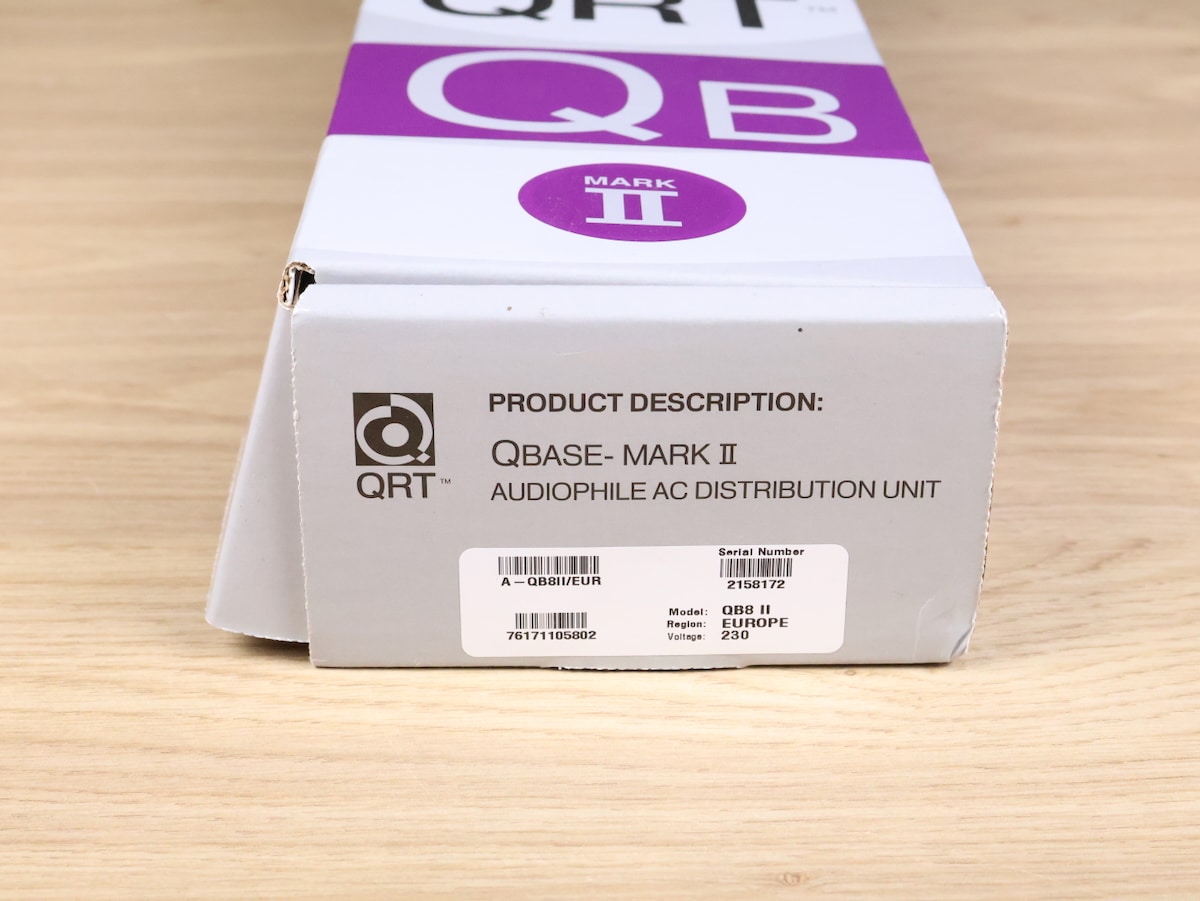 QRT™
QB
MARK
II
PRODUCT DESCRIPTION:
QBASE- MARK II
AUDIOPHILE AC DISTRIBUTION UNIT
QRT™
A-QB8II/EUR
Serial Number
2158172
76171105802
Model: QB8 II
Region: EUROPE
Voltage: 230